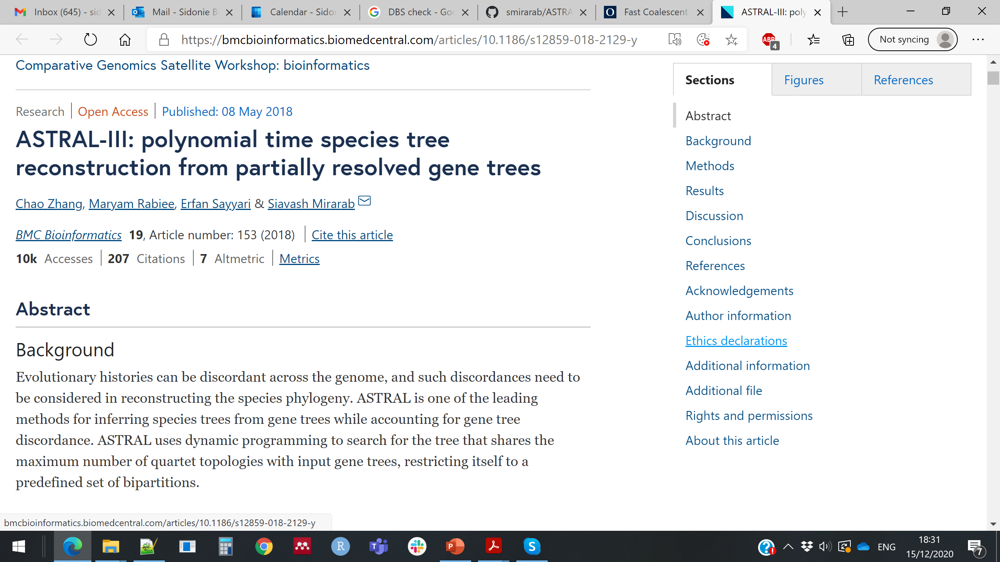 Inbox (645) - sid
Mail - Sidonie B
Calendar - Sidor
DBS check - Goo
smirarab/ASTRA
Fast Coalescent-
ASTRAL-III: poly
https://bmcbioinformatics.biomedcentral.com/articles/10.1186/s12859-018-2129-y
ABP
4
Not syncing
Comparative Genomics Satellite Workshop: bioinformatics
Research
Open Access
Published: 08 May 2018
ASTRAL-III: polynomial time species tree
reconstruction from partially resolved gene trees
Chao Zhang, Maryam Rabiee, Erfan Sayyari & Siavash Mirarab
BMC Bioinformatics 19, Article number: 153 (2018)
Cite this article
10k Accesses
207 Citations
7 Altmetric
Metrics
Abstract
Background
Evolutionary histories can be discordant across the genome, and such discordances need to
be considered in reconstructing the species phylogeny. ASTRAL is one of the leading
methods for inferring species trees from gene trees while accounting for gene tree
discordance. ASTRAL uses dynamic programming to search for the tree that shares the
maximum number of quartet topologies with input gene trees, restricting itself to a
predefined set of bipartitions.
Sections
Figures
References
Abstract
Background
Methods
Results
Discussion
Conclusions
References
Acknowledgements
Author information
Ethics declarations
Additional information
Additional file
Rights and permissions
About this article
bmcbioinformatics.biomedcentral.com/articles/10.1186/s12859-018-2129-y
ENG
18:31
15/12/2020
7